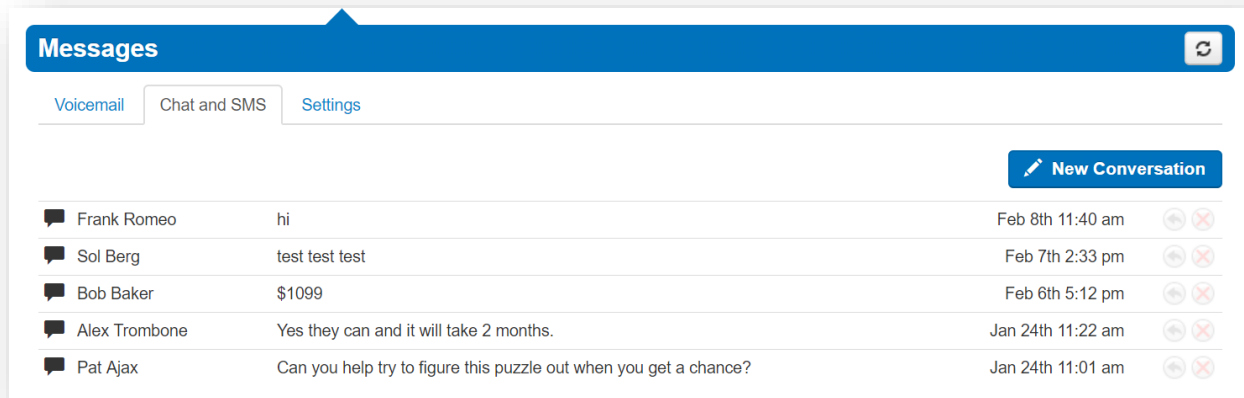 Messages
Voicemail Chat and SMS Settings
New Conversation
Frank Romeo hi Feb 8th 11:40 am
Sol Berg test test test Feb 7th 2:33 pm
Bob Baker $1099 Feb 6th 5:12 pm
Alex Trombone Yes they can and it will take 2 months. Jan 24th 11:22 am
Pat Ajax Can you help try to figure this puzzle out when you get a chance? Jan 24th 11:01 am